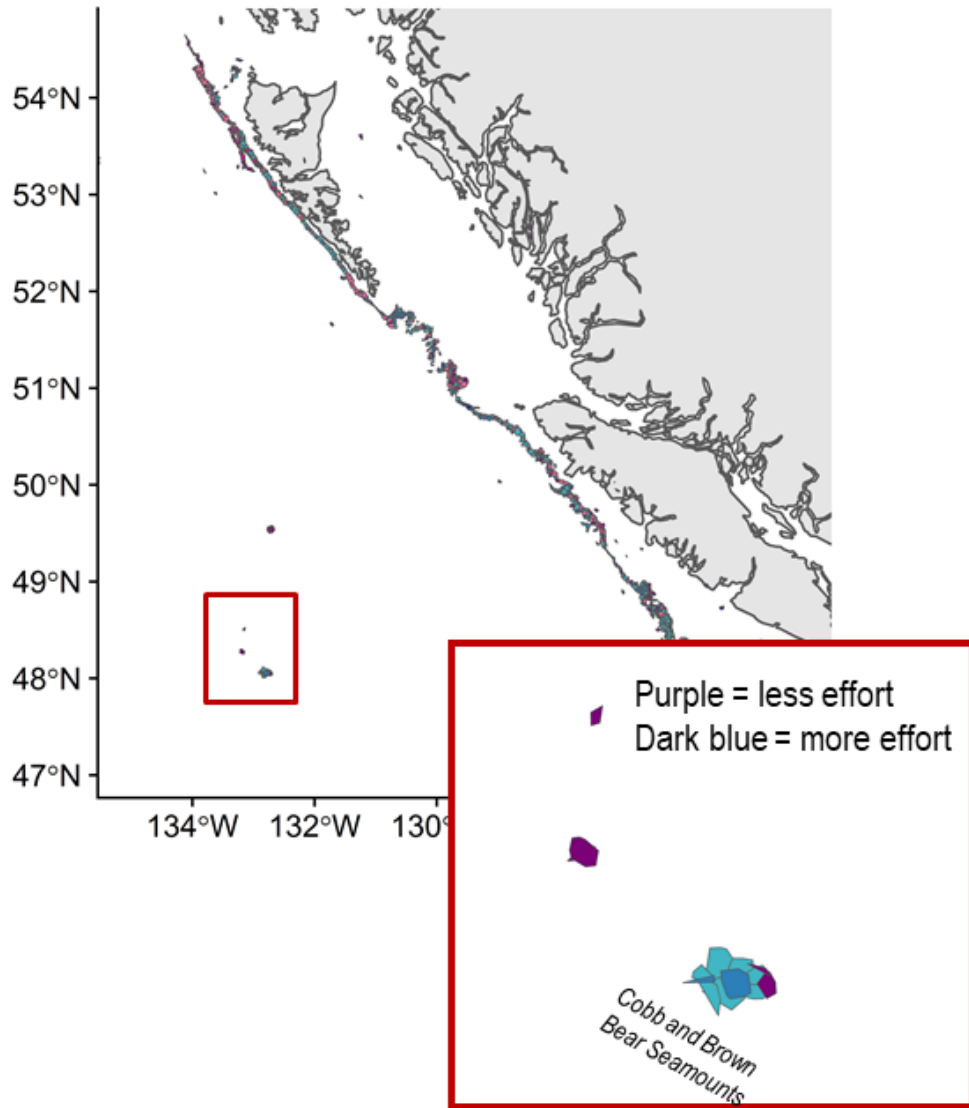 54°N
53°N
52°N
51°N
50°N
49°N
48°N
47°N
134°W 132°W 130°
Purple = less effort
Dark blue = more effort
Cobb and Brown
Bear Seamounts